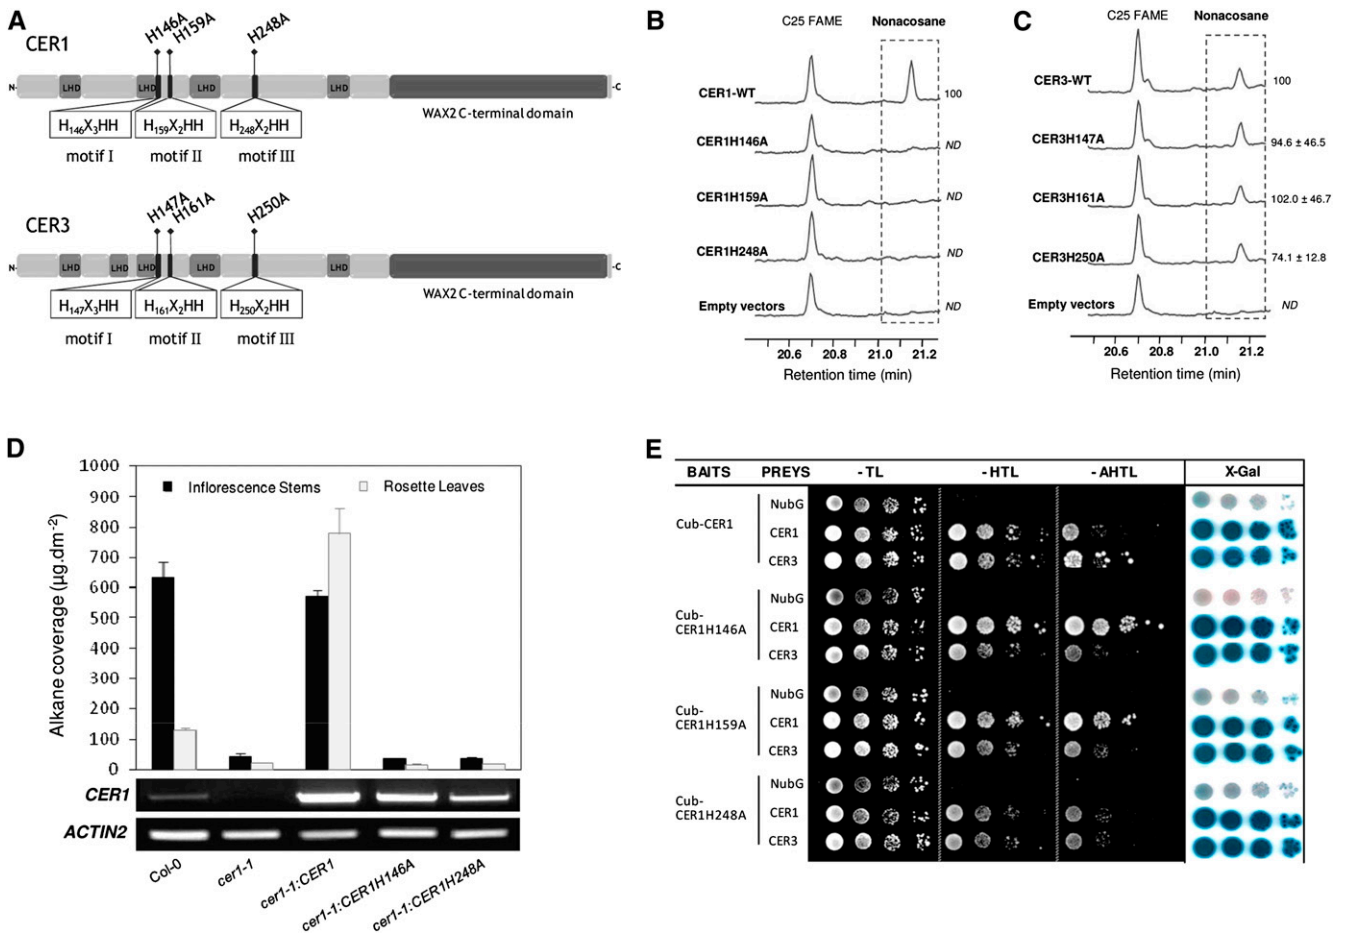 A
CER1
H146A
H159A
H248A
N-
LHD
LHD
LHD
LHD
-C
WAX2 C-terminal domain
H146X3HH
H159X2HH
H248X2HH
motif I
motif II
motif III
CER3
H147A
H161A
H250A
N-
LHD
LHD
LHD
LHD
LHD
-C
WAX2 C-terminal domain
H147X3HH
H161X2HH
H250X2HH
motif I
motif II
motif III
B
C25 FAME
Nonacosane
CER1-WT
100
CER1H146A
ND
CER1H159A
ND
CER1H248A
ND
Empty vectors
ND
20.6 20.8 21.0 21.2
Retention time (min)
C
C25 FAME
Nonacosane
CER3-WT
100
CER3H147A
94.6 ± 46.5
CER3H161A
102.0 ± 46.7
CER3H250A
74.1 ± 12.8
Empty vectors
ND
20.6 20.8 21.0 21.2
Retention time (min)
D
Alkane coverage (µg.dm-2)
1000
900
800
700
600
500
400
300
200
100
0
Inflorescence Stems
Rosette Leaves
CER1
ACTIN2
Col-0
cer1-1
cer1-1:CER1
cer1-1:CER1H146A
cer1-1:CER1H248A
E
BAITS PREYS -TL -HTL -AHTL X-Gal
Cub-CER1
NubG
CER1
CER3
Cub-
CER1H146A
NubG
CER1
CER3
Cub-
CER1H159A
NubG
CER1
CER3
Cub-
CER1H248A
NubG
CER1
CER3